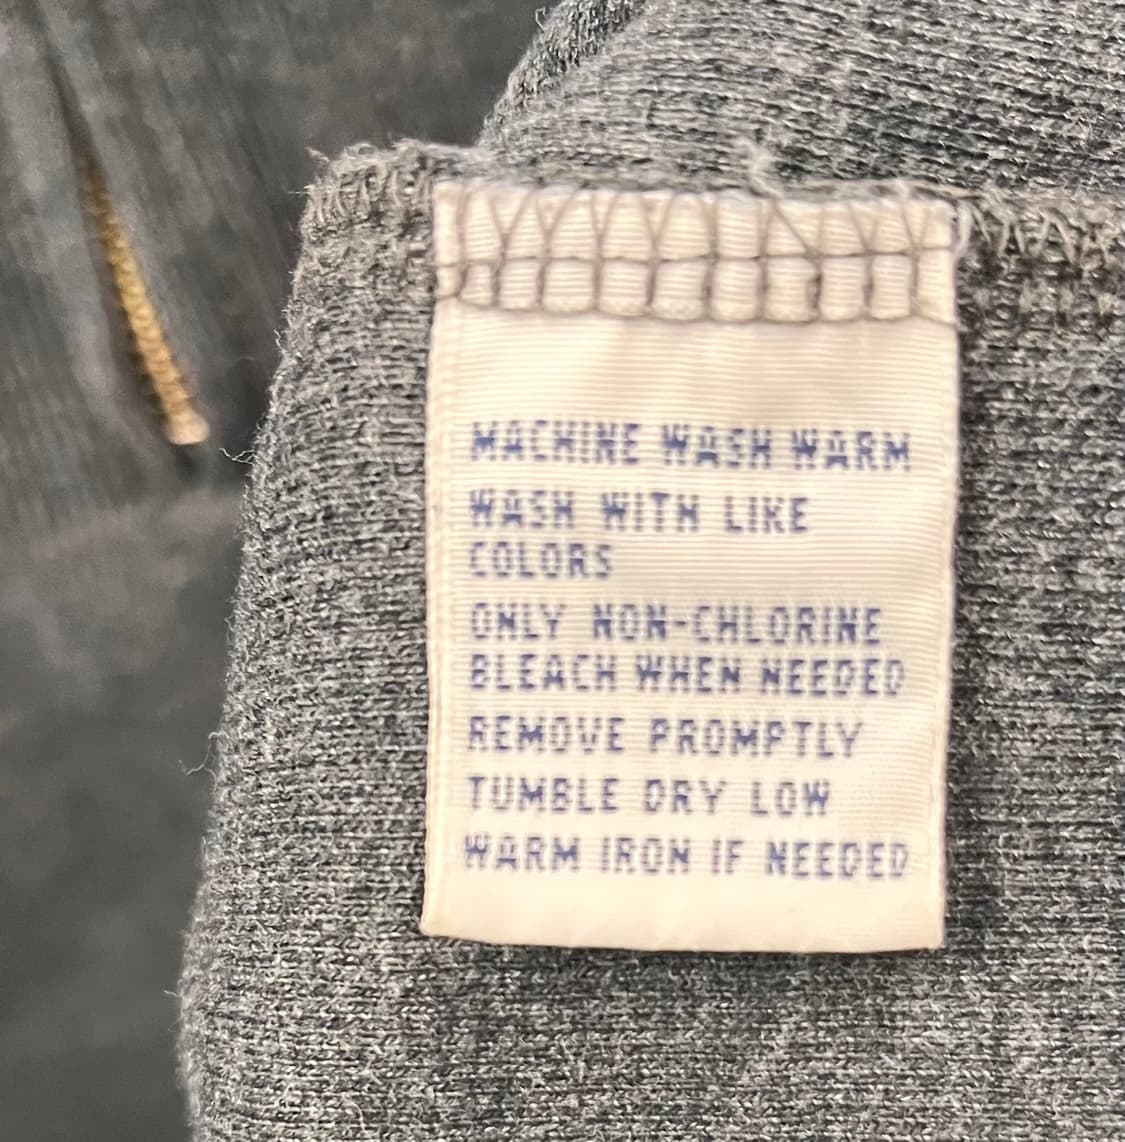 MACHINE WASH WARM
WASH WITH LIKE
COLORS
ONLY NON-CHLORINE
BLEACH WHEN NEEDED
REMOVE PROMPTLY
TUMBLE DRY LOW
WARM IRON IF NEEDED